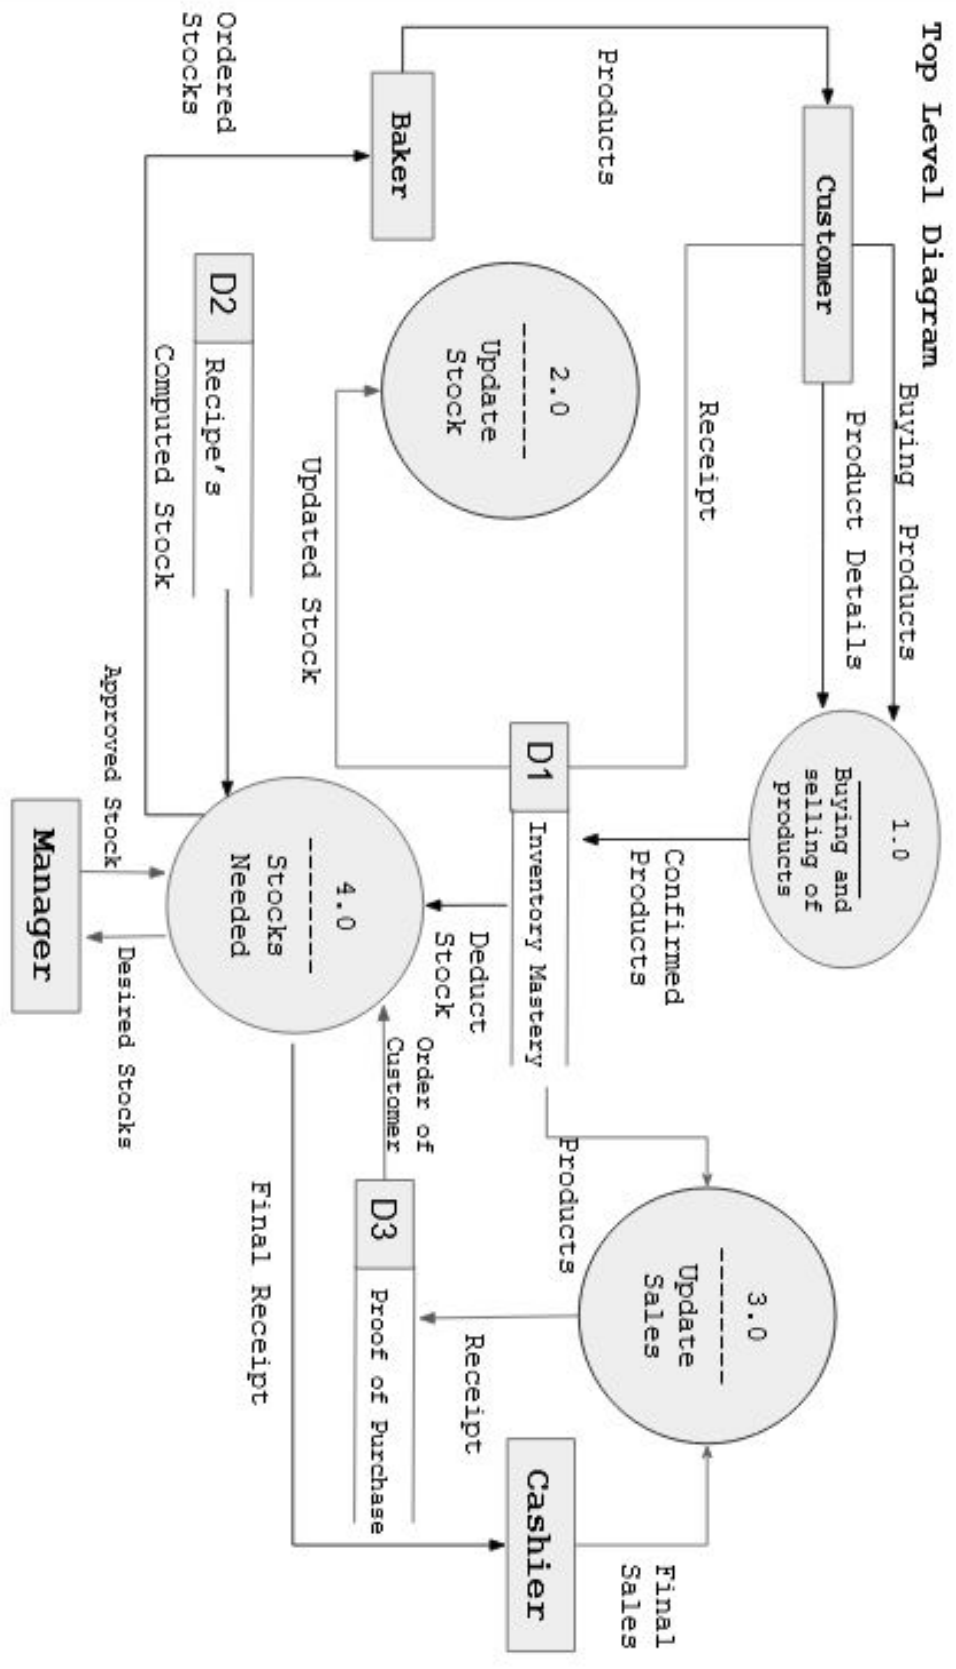 Top Level Diagram
Buying Products
Customer
Product Details
1.0
Buying and
selling of
products
Products
Receipt
Confirmed
Products
3.0
Update
Sales
Final
Sales
Baker
2.0
Update
Stock
D1
Inventory Mastery
Products
Cashier
Deduct
Stock
Receipt
Order of
Customer
D3
Proof of Purchase
Updated Stock
4.0
Stocks
Needed
Final Receipt
Ordered
Stocks
D2
Recipe's
Computed Stock
Approved Stock
Desired Stocks
Manager